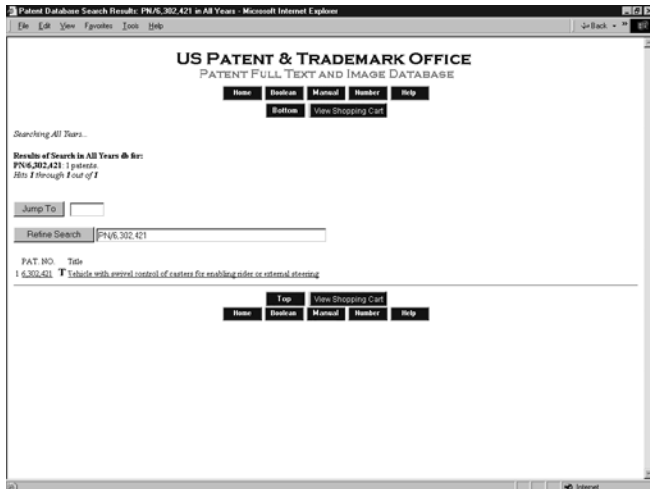 Patent Database Search Results: PN/6,302,421 in All Years - Microsoft Internet Explorer
File Edit View Favorites Tools Help
Back
US PATENT & TRADEMARK OFFICE
PATENT FULL TEXT AND IMAGE DATABASE
Home Boolean Manual Number Help
Bottom View Shopping Cart
Searching All Years...
Results of Search in All Years db for:
PN/6,302,421: 1 patents.
Hits 1 through 1 out of 1
Jump To
Refine Search PN/6,302,421
PAT. NO. Title
1 6,302,421 T Vehicle with swivel control of casters for enabling rider or external steering
Top View Shopping Cart
Home Boolean Manual Number Help
Internet